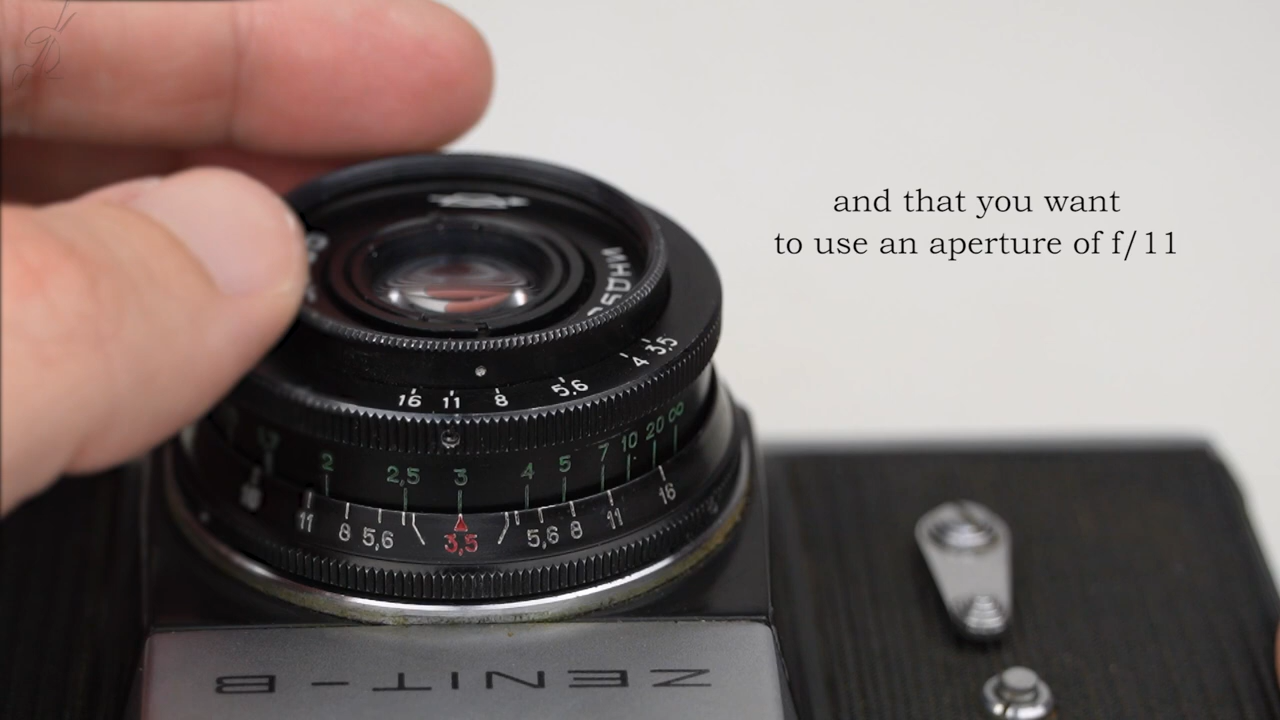 and that you want
to use an aperture of f/11
16 11 8 5,6 4 3,5
2 2,5 3 4 5 7 10 20 ∞
16 11 8 5,6 3,5 5,6 8 11 16
ZENIT-B